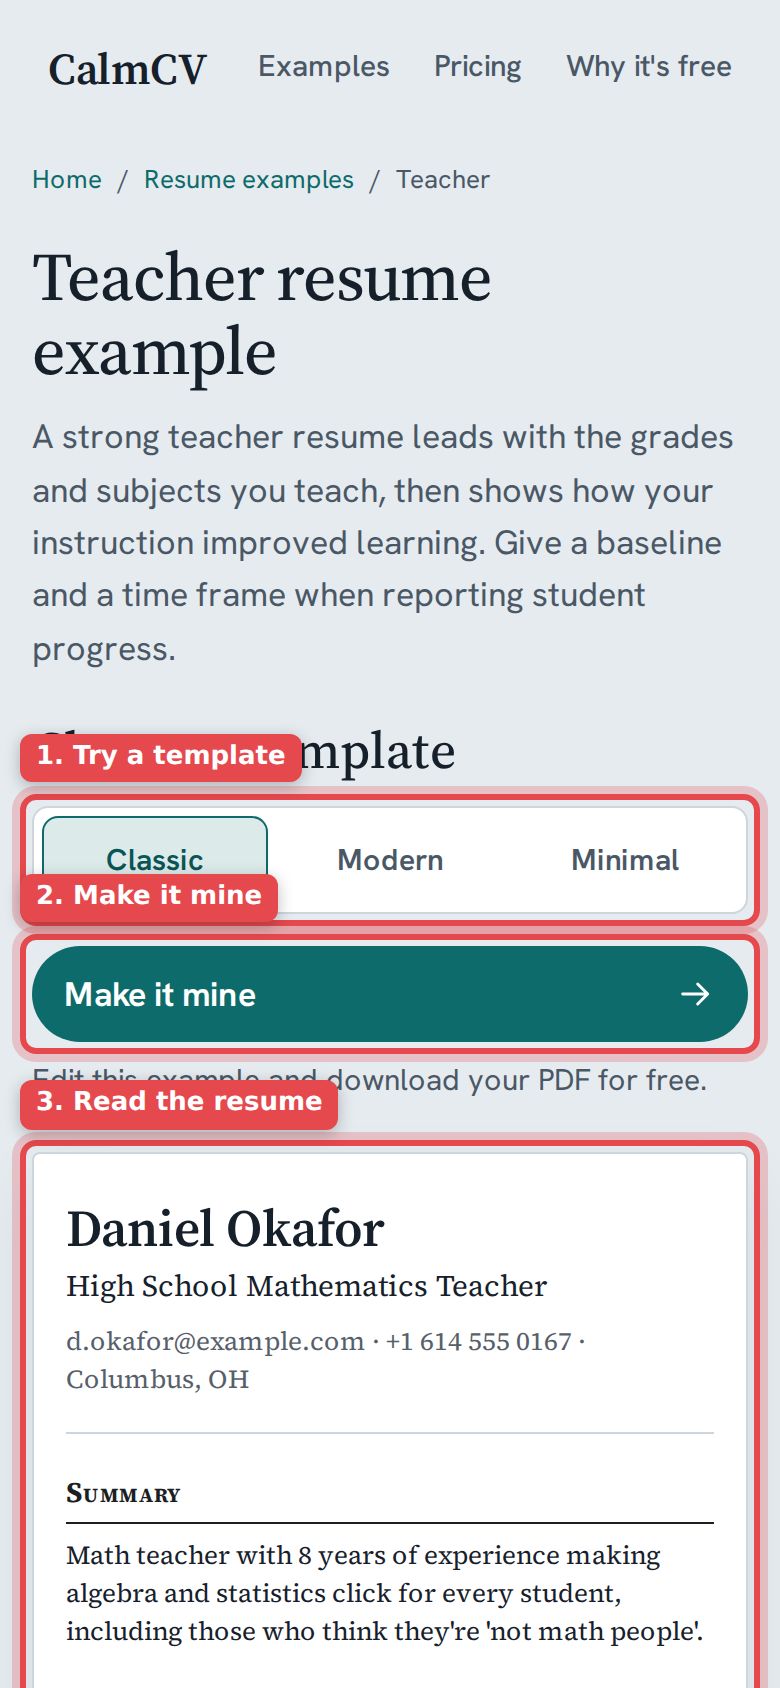 CalmCV Examples Pricing Why it's free
Home / Resume examples / Teacher
Teacher resume
example
A strong teacher resume leads with the grades
and subjects you teach, then shows how your
instruction improved learning. Give a baseline
and a time frame when reporting student
progress.
mplate
1. Try a template
Classic Modern Minimal
2. Make it mine
Make it mine →
Edit this example and download your PDF for free.
3. Read the resume
Daniel Okafor
High School Mathematics Teacher
d.okafor@example.com · +1 614 555 0167 ·
Columbus, OH
Summary
Math teacher with 8 years of experience making
algebra and statistics click for every student,
including those who think they're 'not math people'.